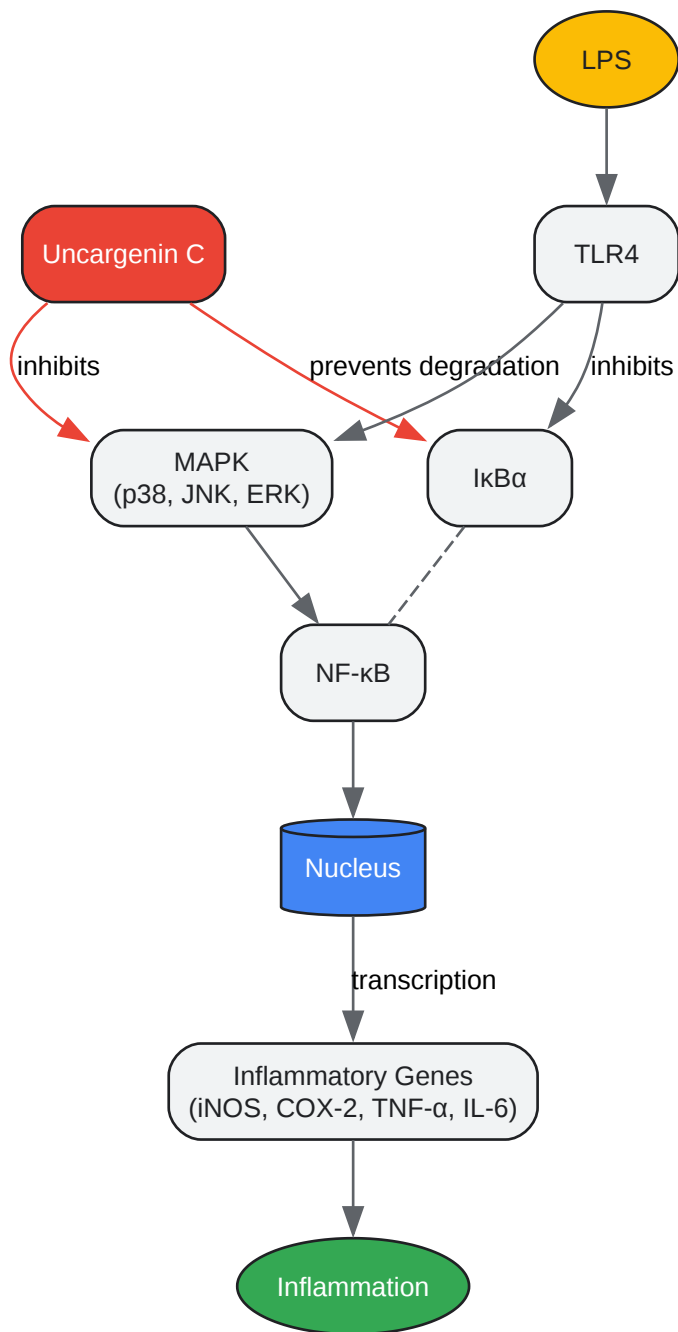 LPS
Uncargenin C
TLR4
inhibits
prevents degradation
inhibits
MAPK
(p38, JNK, ERK)
IκBα
NF-κB
Nucleus
transcription
Inflammatory Genes
(iNOS, COX-2, TNF-α, IL-6)
Inflammation